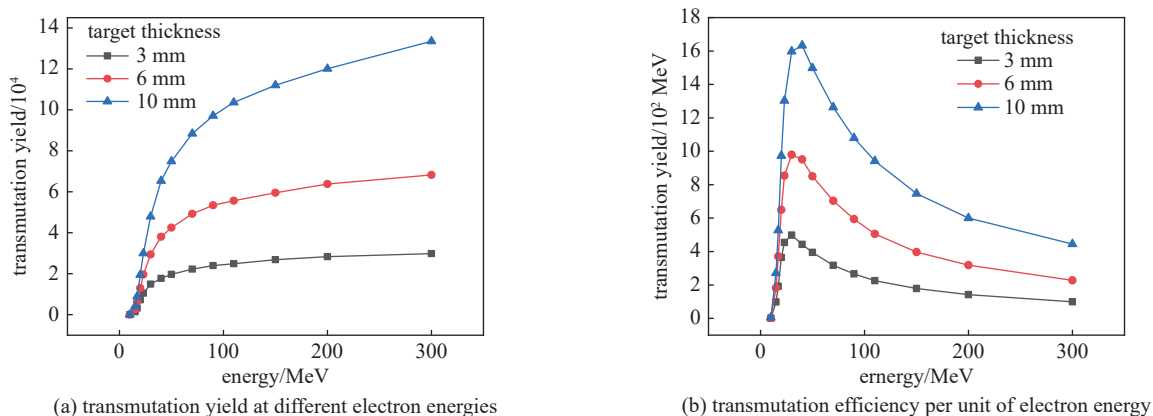 14
12
10
8
6
4
2
0
transmutation yield/10⁴
target thickness
3 mm
6 mm
10 mm
0
100
200
300
energy/MeV
(a) transmutation yield at different electron energies
18
16
14
12
10
8
6
4
2
0
transmutation yield/10² MeV
target thickness
3 mm
6 mm
10 mm
0
100
200
300
ernergy/MeV
(b) transmutation efficiency per unit of electron energy